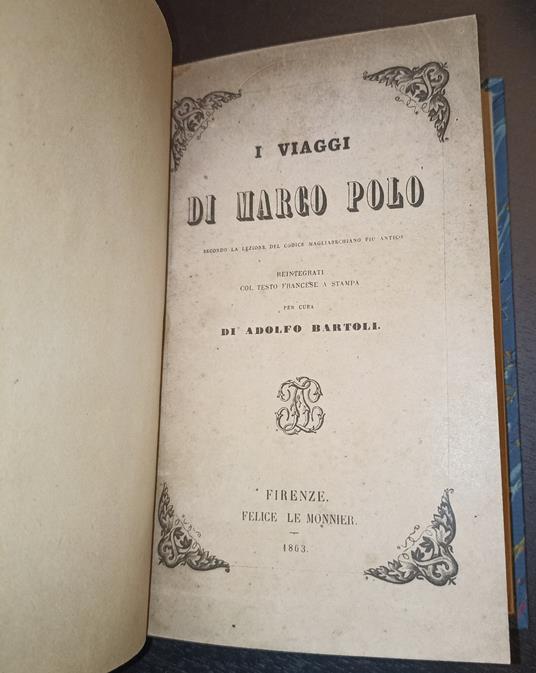 I VIAGGI
DI MARCO POLO
SECONDO LA LEZIONE DEL CODICE MAGLIABECHIANO PIÙ ANTICO
REINTEGRATI
COL TESTO FRANCESE A STAMPA
PER CURA
DI ADOLFO BARTOLI.
FIRENZE.
FELICE LE MONNIER.
1863.